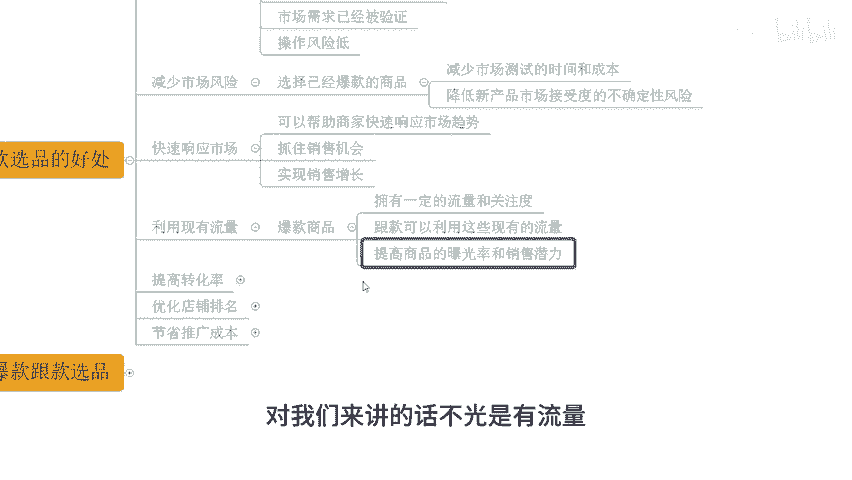 市场需求已经被验证
操作风险低
减少市场风险
选择已经爆款的商品
减少市场测试的时间和成本
降低新产品市场接受度的不确定性风险
款选品的好处
快速响应市场
可以帮助商家快速响应市场趋势
抓住销售机会
实现销售增长
利用现有流量
爆款商品
拥有一定的流量和关注度
跟款可以利用这些现有的流量
提高商品的曝光率和销售潜力
提高转化率
优化店铺排名
节省推广成本
爆款跟款选品
对我们来讲的话不光是有流量
bilibili